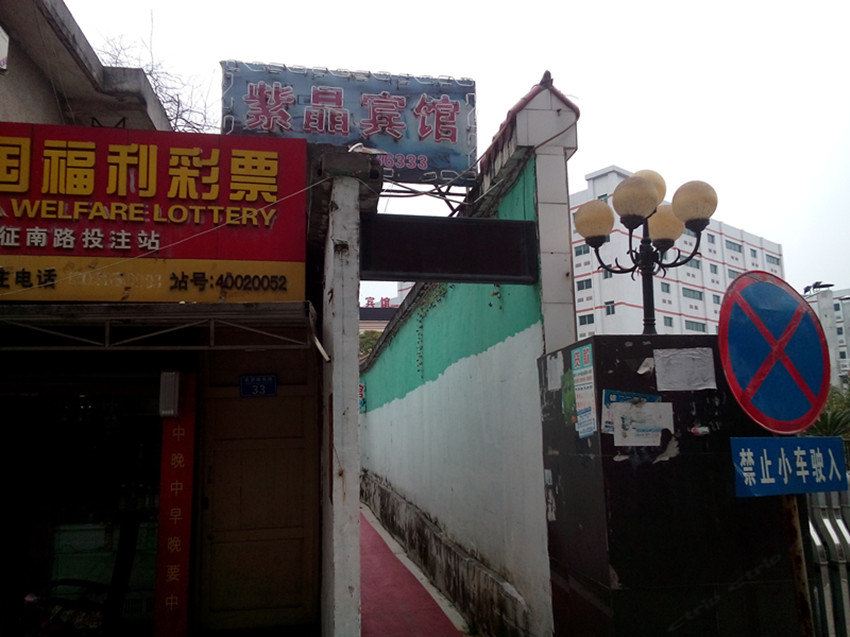 紫晶宾馆
6333
国福利彩票
WELFARE LOTTERY
征南路投注站
主电话
站号:40020052
宾馆
33
中晚中早晚要中
禁止小车驶入